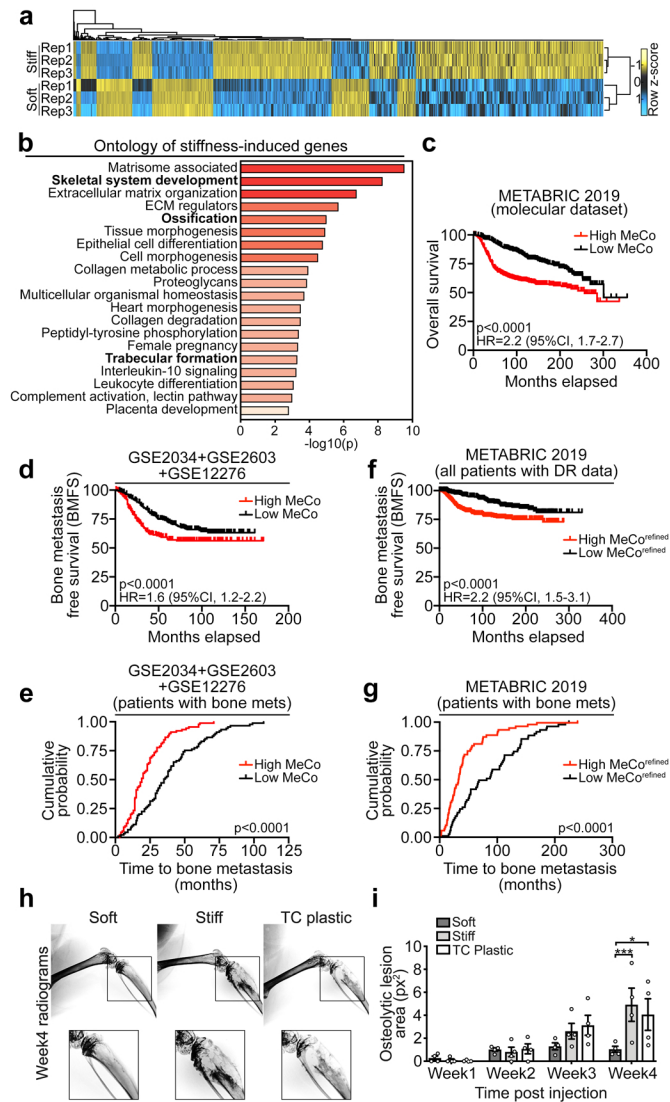 a
Stiff
Rep1
Rep2
Rep3
Soft
Rep1
Rep2
Rep3
1
0
1
Row z-score
b
Ontology of stiffness-induced genes
Matrisome associated
Skeletal system development
Extracellular matrix organization
ECM regulators
Ossification
Tissue morphogenesis
Epithelial cell differentiation
Cell morphogenesis
Collagen metabolic process
Proteoglycans
Multicellular organismal homeostasis
Heart morphogenesis
Collagen degradation
Peptidyl-tyrosine phosphorylation
Female pregnancy
Trabecular formation
Interleukin-10 signaling
Leukocyte differentiation
Complement activation, lectin pathway
Placenta development
0 2 4 6 8 10
-log10(p)
c
METABRIC 2019
(molecular dataset)
High MeCo
Low MeCo
Overall survival
100
75
50
25
0
p<0.0001
HR=2.2 (95%CI, 1.7-2.7)
0 100 200 300 400
Months elapsed
d
GSE2034+GSE2603
+GSE12276
Bone metastasis
free survival (BMFS)
100
75
50
25
0
High MeCo
Low MeCo
p<0.0001
HR=1.6 (95%CI, 1.2-2.2)
0 50 100 150 200
Months elapsed
f
METABRIC 2019
(all patients with DR data)
Bone metastasis
free survival (BMFS)
100
75
50
25
0
High MeCorefined
Low MeCorefined
p<0.0001
HR=2.2 (95%CI, 1.5-3.1)
0 100 200 300 400
Months elapsed
e
GSE2034+GSE2603
+GSE12276
(patients with bone mets)
Cumulative
probability
1.00
0.75
0.50
0.25
0.00
High MeCo
Low MeCo
p<0.0001
0 25 50 75 100 125
Time to bone metastasis
(months)
g
METABRIC 2019
(patients with bone mets)
Cumulative
probability
1.00
0.75
0.50
0.25
0.00
High MeCorefined
Low MeCorefined
p<0.0001
0 100 200 300
Time to bone metastasis
(months)
h
Soft Stiff TC plastic
Week4 radiograms
i
Soft
Stiff
TC Plastic
Osteolytic lesion
area (px2)
10
8
6
4
2
0
*
***
Week1 Week2 Week3 Week4
Time post injection